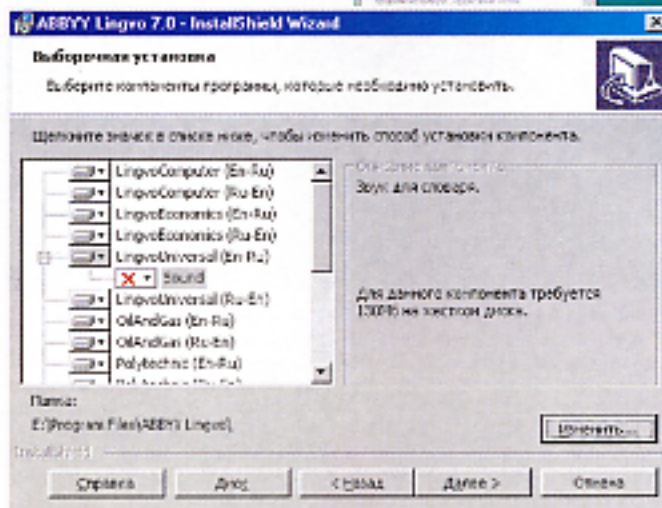 ABBYY Lingvo 7.0 - InstallShield Wizard
Выборочная установка
Выберите компоненты программы, которые необходимо установить.
Щелкните значок в списке ниже, чтобы изменить способ установки компонента.
LingvoComputer (En-Ru)
LingvoComputer (Ru-En)
LingvoEconomics (En-Ru)
LingvoEconomics (Ru-En)
LingvoUniversal (En-Ru)
Sound
LingvoUniversal (Ru-En)
OilAndGas (En-Ru)
OilAndGas (Ru-En)
Polytechnic (En-Ru)
Описание компонента
Звук для словаря.
Для данного компонента требуется
130Мб на жестком диске.
Папка:
E:\Program Files\ABBYY Lingvo\
Изменить...
InstallShield
Справка
Диск
< Назад
Далее >
Отмена